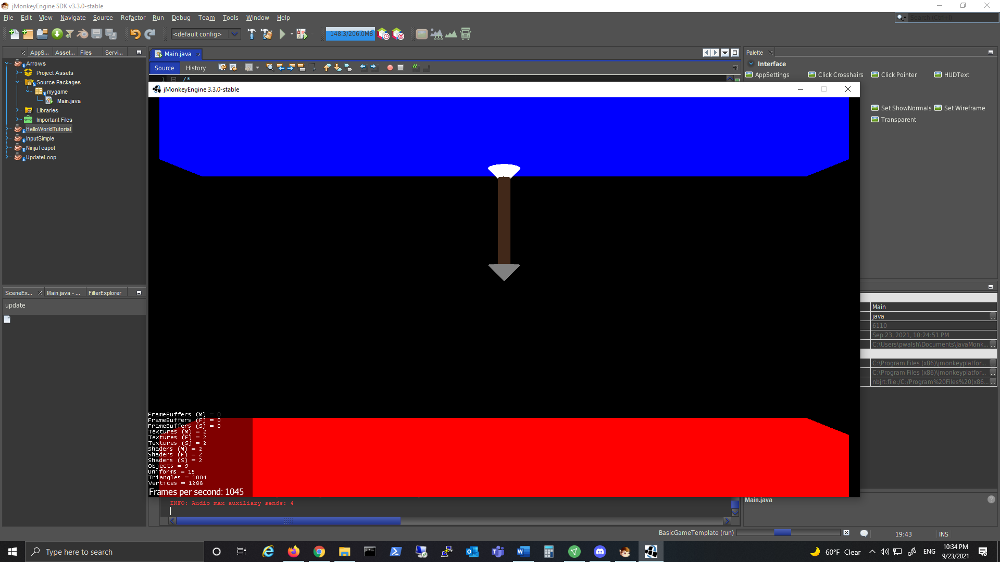 jMonkeyEngine SDK v3.3.0-stable
File Edit View Navigate Source Refactor Run Debug Team Tools Window Help
Search (Ctrl+I)
<default config>
148.3/206.0MB
AppS... Asset... Files Servi...
Main.java
Palette
Source History
Interface
Arrows
Project Assets
Source Packages
mygame
Main.java
Libraries
Important Files
HelloWorldTutorial
InputSimple
NinjaTeapot
UpdateLoop
1 /*
AppSettings Click Crosshairs Click Pointer HUDText
Set ShowNormals Set Wireframe
Transparent
jMonkeyEngine 3.3.0-stable
SceneEx... Main.java - ... FilterExplorer
update
Main
java
6110
Sep 23, 2021, 10:24:51 PM
C:\Users\pwalsh\Documents\JavaMonk...
C:\Program Files (x86)\jmonkeyplatfor...
C:\Program Files (x86)\jmonkeyplatfor...
nbjrt:file:/C:/Program%20Files%20(x86...
FrameBuffers (M) = 0
FrameBuffers (F) = 0
FrameBuffers (S) = 0
Textures (M) = 2
Textures (F) = 2
Textures (S) = 2
Shaders (M) = 2
Shaders (F) = 2
Shaders (S) = 2
Objects = 9
Uniforms = 15
Triangles = 1004
Vertices = 1288
Frames per second: 1045
INFO: Audio max auxiliary sends: 4
Main.java
BasicGameTemplate (run)
19:43 INS
Type here to search
60°F Clear
ENG
10:34 PM
9/23/2021